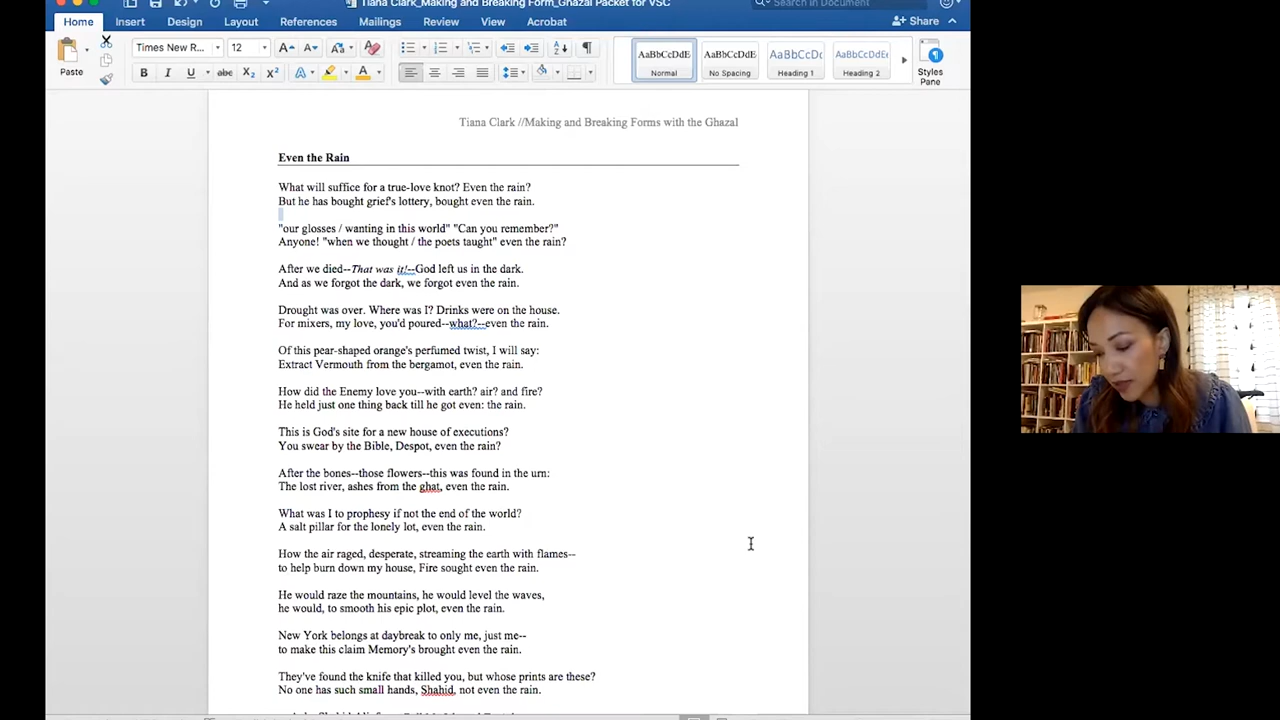 Tiana Clark_Making and Breaking Form_Ghazal Packet for VSC
Search in Document
Home Insert Design Layout References Mailings Review View Acrobat
Share
Paste
Times New R... 12
AaBbCcDdE AaBbCcDdE AaBbCcDc AaBbCcDdE
Normal No Spacing Heading 1 Heading 2
Styles
Pane
B I U abc X₂ X² A A
Tiana Clark //Making and Breaking Forms with the Ghazal
Even the Rain
What will suffice for a true-love knot? Even the rain?
But he has bought grief's lottery, bought even the rain.
"our glosses / wanting in this world" "Can you remember?"
Anyone! "when we thought / the poets taught" even the rain?
After we died--That was it!--God left us in the dark.
And as we forgot the dark, we forgot even the rain.
Drought was over. Where was I? Drinks were on the house.
For mixers, my love, you'd poured--what?--even the rain.
Of this pear-shaped orange's perfumed twist, I will say:
Extract Vermouth from the bergamot, even the rain.
How did the Enemy love you--with earth? air? and fire?
He held just one thing back till he got even: the rain.
This is God's site for a new house of executions?
You swear by the Bible, Despot, even the rain?
After the bones--those flowers--this was found in the urn:
The lost river, ashes from the ghat, even the rain.
What was I to prophesy if not the end of the world?
A salt pillar for the lonely lot, even the rain.
How the air raged, desperate, streaming the earth with flames--
to help burn down my house, Fire sought even the rain.
He would raze the mountains, he would level the waves,
he would, to smooth his epic plot, even the rain.
New York belongs at daybreak to only me, just me--
to make this claim Memory's brought even the rain.
They've found the knife that killed you, but whose prints are these?
No one has such small hands, Shahid, not even the rain.